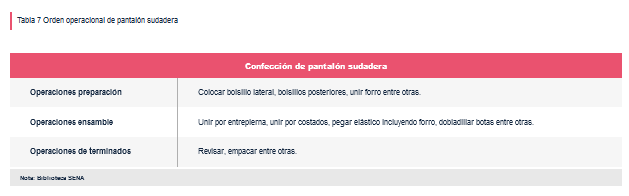 Tabla 7 Orden operacional de pantalón sudadera
Confección de pantalón sudadera
Operaciones preparación
Colocar bolsillo lateral, bolsillos posteriores, unir forro entre otras.
Operaciones ensamble
Unir por entrepierna, unir por costados, pegar elástico incluyendo forro, dobladillar botas entre otras.
Operaciones de terminados
Revisar, empacar entre otras.
Nota: Biblioteca SENA